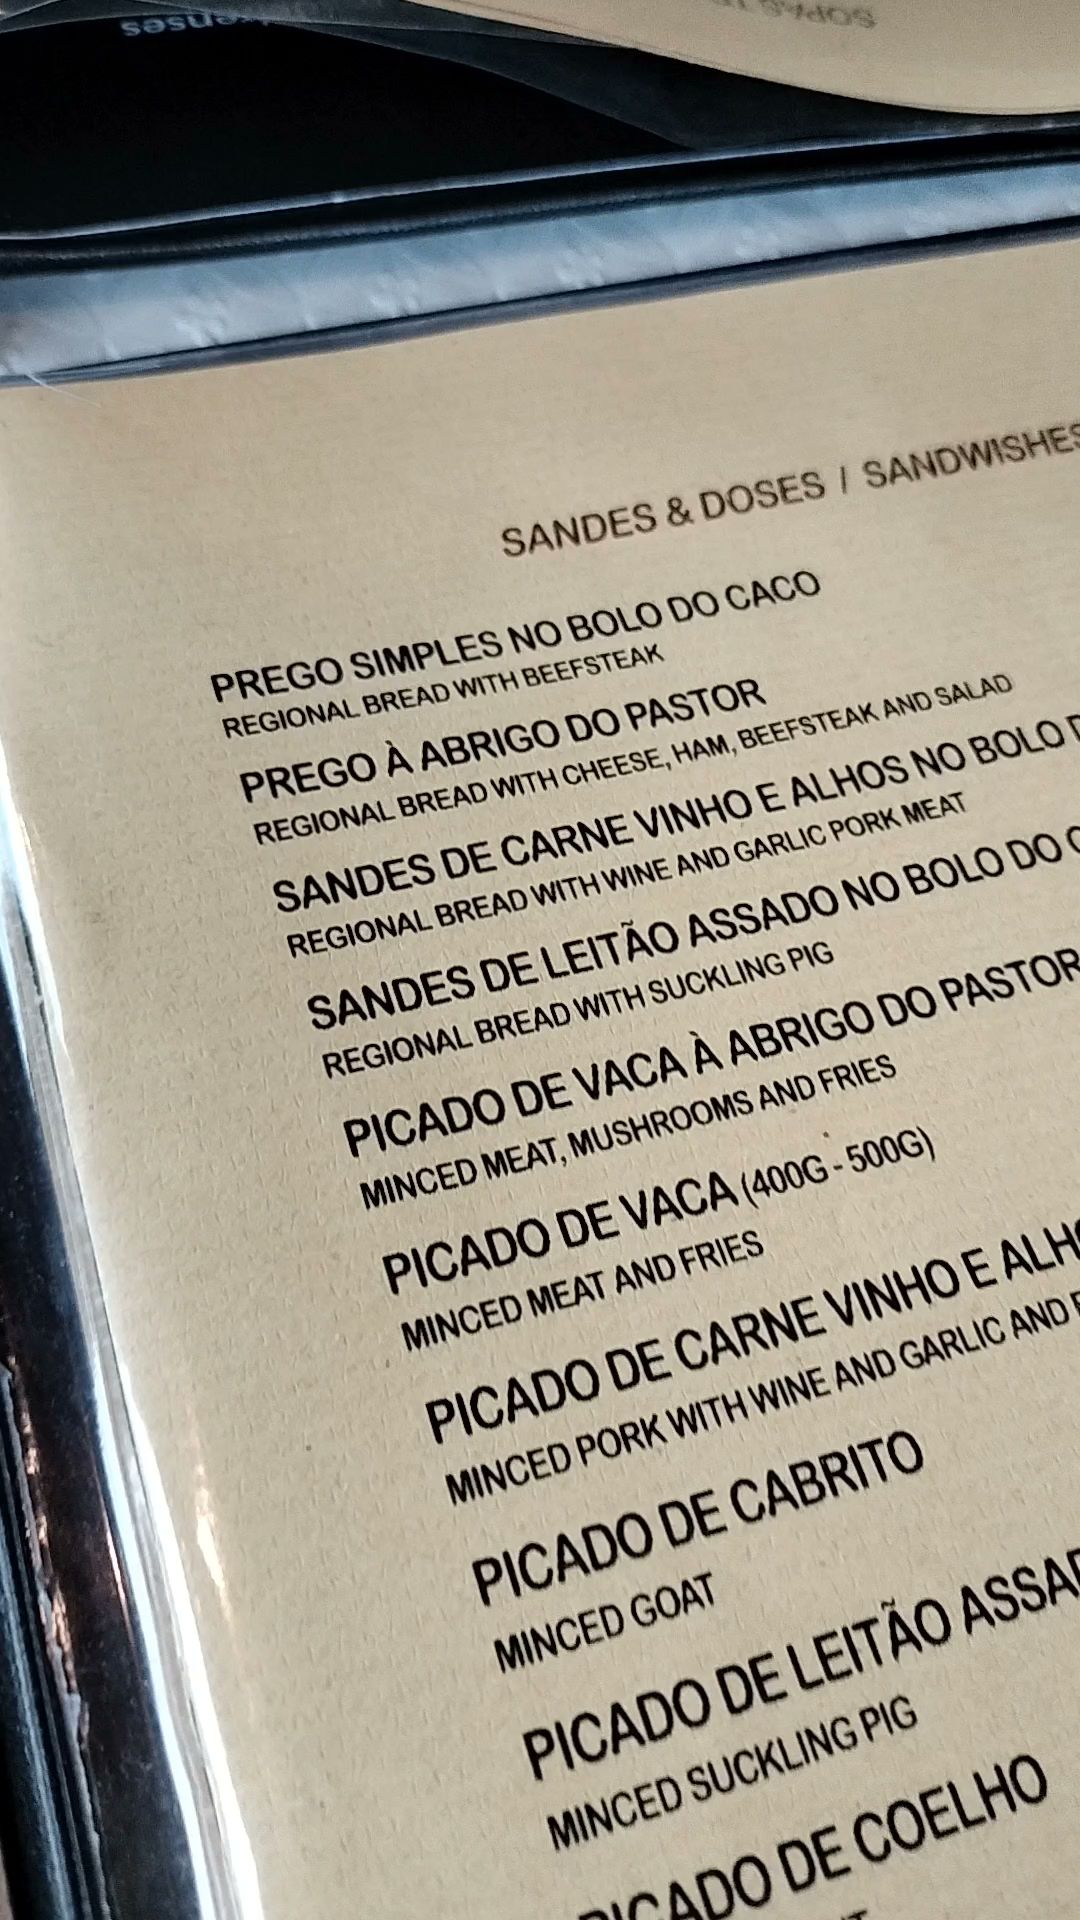 SOPAS
SANDES & DOSES / SANDWISHES
PREGO SIMPLES NO BOLO DO CACO
REGIONAL BREAD WITH BEEFSTEAK
PREGO À ABRIGO DO PASTOR
REGIONAL BREAD WITH CHEESE, HAM, BEEFSTEAK AND SALAD
SANDES DE CARNE VINHO E ALHOS NO BOLO D
REGIONAL BREAD WITH WINE AND GARLIC PORK MEAT
SANDES DE LEITÃO ASSADO NO BOLO DO C
REGIONAL BREAD WITH SUCKLING PIG
PICADO DE VACA À ABRIGO DO PASTOR
MINCED MEAT, MUSHROOMS AND FRIES
PICADO DE VACA (400G - 500G)
MINCED MEAT AND FRIES
PICADO DE CARNE VINHO E ALHO
MINCED PORK WITH WINE AND GARLIC AND F
PICADO DE CABRITO
MINCED GOAT
PICADO DE LEITÃO ASSAD
MINCED SUCKLING PIG
PICADO DE COELHO